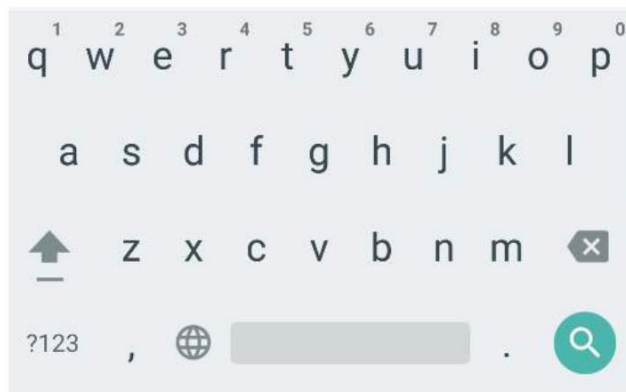 1 2 3 4 5 6 7 8 9 0
q w e r t y u i o p
a s d f g h j k l
z x c v b n m
?123 , .